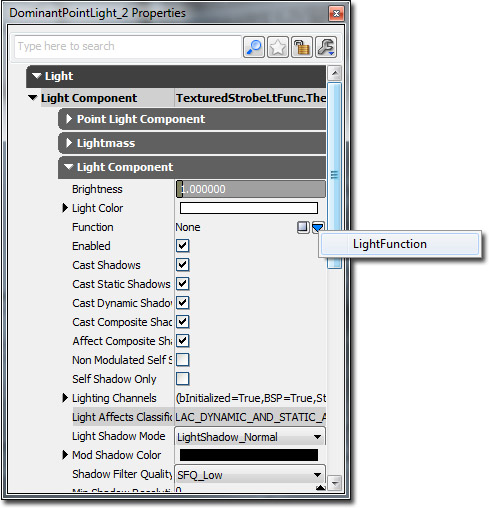 DominantPointLight_2 Properties
Type here to search
Light
Light Component TexturedStrobeLtFunc.The
Point Light Component
Lightmass
Light Component
Brightness 1.000000
Light Color
Function None
LightFunction
Enabled
Cast Shadows
Cast Static Shadows
Cast Dynamic Shadow
Cast Composite Shad
Affect Composite Sha
Non Modulated Self S
Self Shadow Only
Lighting Channels (bInitialized=True,BSP=True,St
Light Affects Classific LAC_DYNAMIC_AND_STATIC_A
Light Shadow Mode LightShadow_Normal
Mod Shadow Color
Shadow Filter Quality SFQ_Low
Min Shadow Resoluti 0